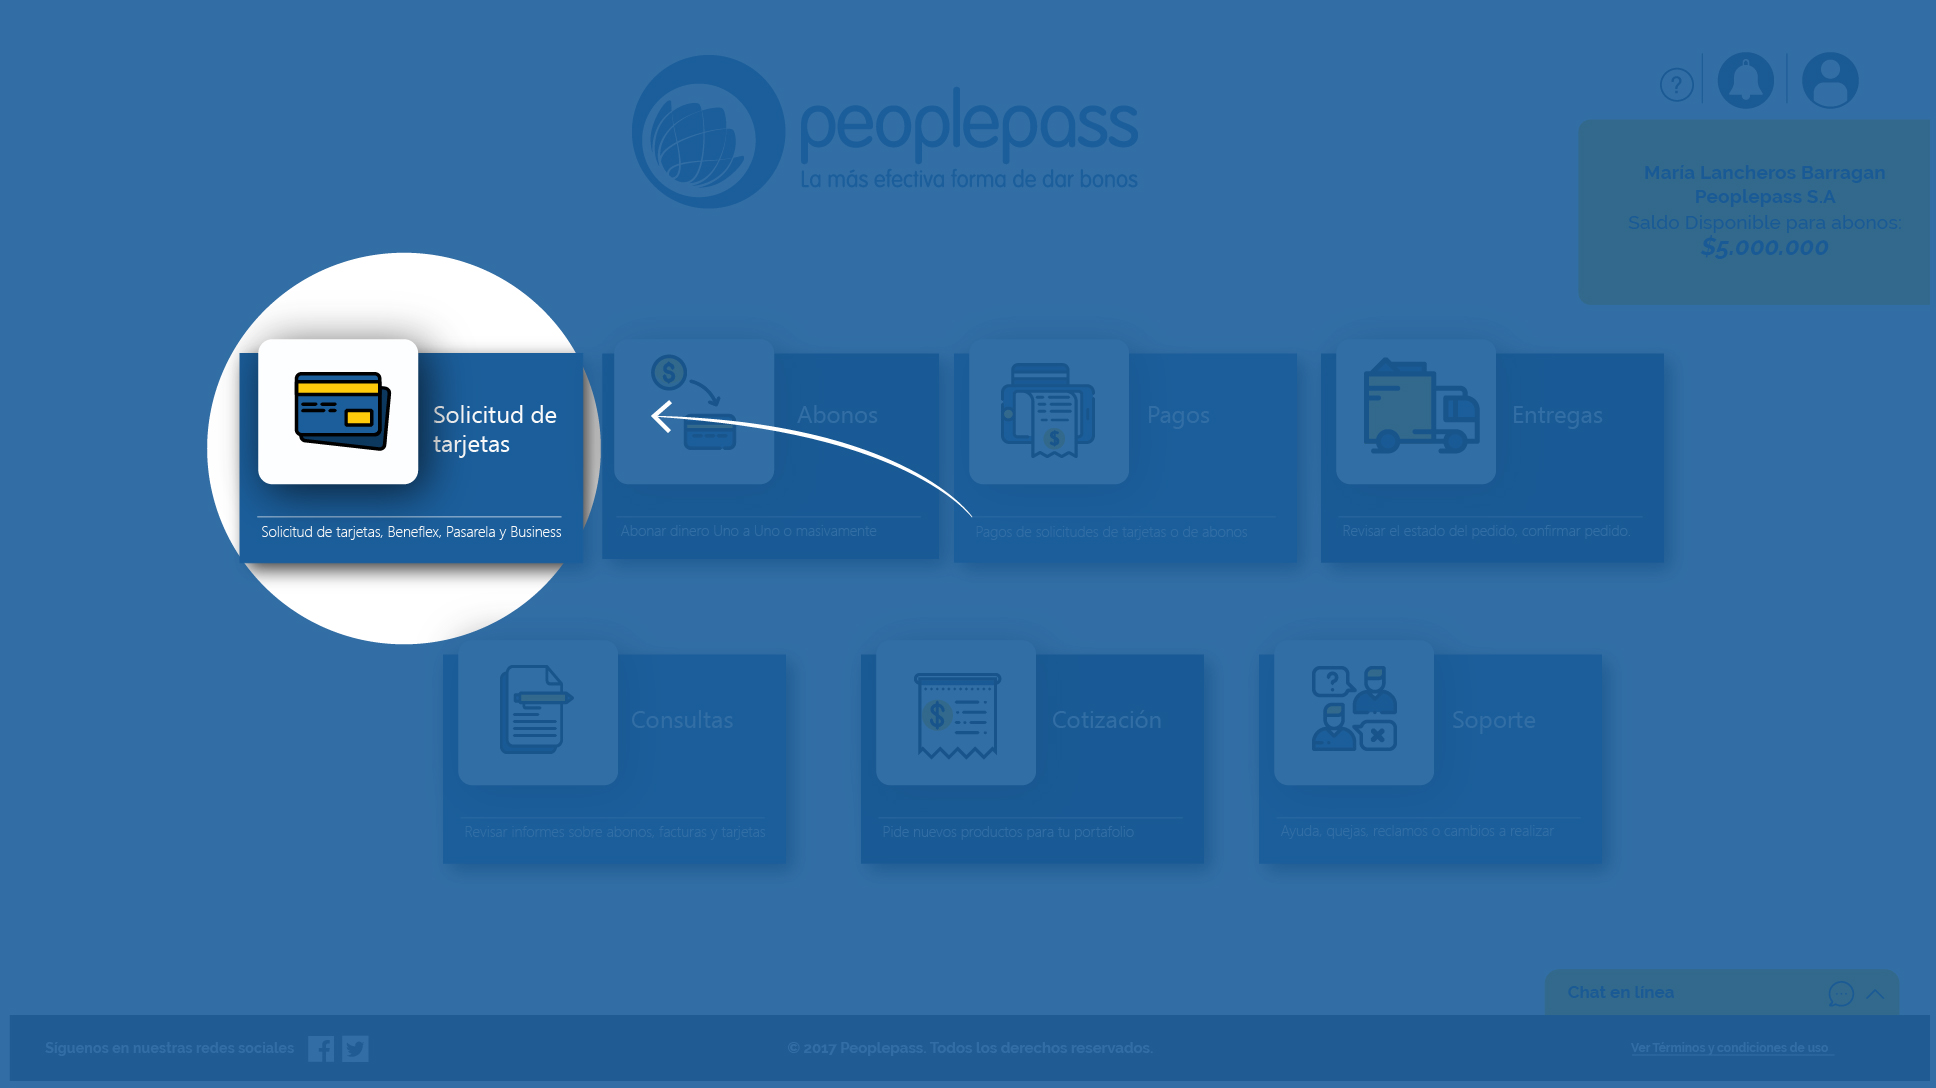 peoplepass
La más efectiva forma de dar bonos
?
Maria Lancheros Barragan
Peoplepass S.A
Saldo Disponible para abonos:
$5.000.000
Solicitud de
tarjetas
Solicitud de tarjetas, Beneflex, Pasarela y Business
$
Abonos
Abonar dinero Uno a Uno o masivamente
$
Pagos
Pagos de solicitudes de tarjetas o de abonos
Entregas
Revisar el estado del pedido, confirmar pedido.
Consultas
Revisar informes sobre abonos, facturas y tarjetas
$
Cotización
Pide nuevos productos para tu portafolio
?
Soporte
Ayuda, quejas, reclamos o cambios a realizar
Chat en línea
Síguenos en nuestras redes sociales
© 2017 Peoplepass. Todos los derechos reservados.
Ver Términos y condiciones de uso